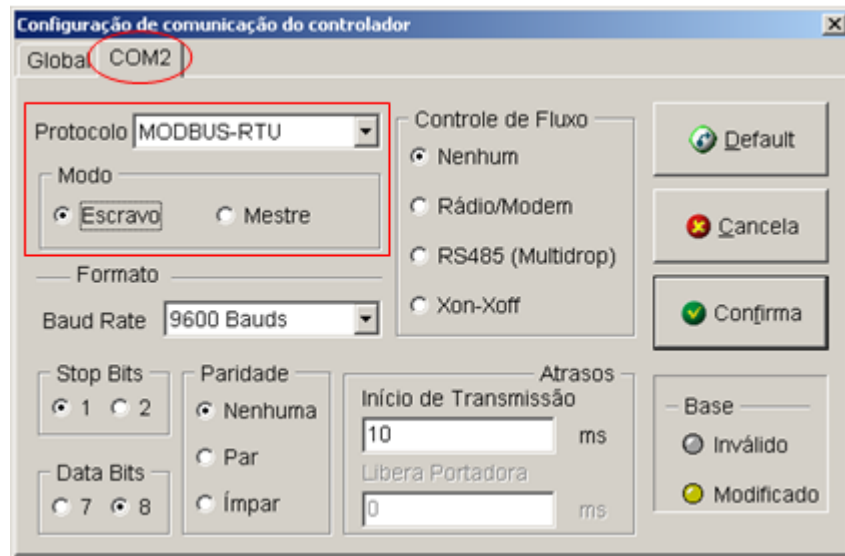 Configuração de comunicação do controlador
Global COM2
Protocolo MODBUS-RTU
Modo
Escravo Mestre
Formato
Baud Rate 9600 Bauds
Stop Bits
1 2
Data Bits
7 8
Paridade
Nenhuma
Par
Ímpar
Controle de Fluxo
Nenhum
Rádio/Modem
RS485 (Multidrop)
Xon-Xoff
Atrasos
Início de Transmissão
10 ms
Libera Portadora
0 ms
Default
Cancela
Confirma
Base
Inválido
Modificado